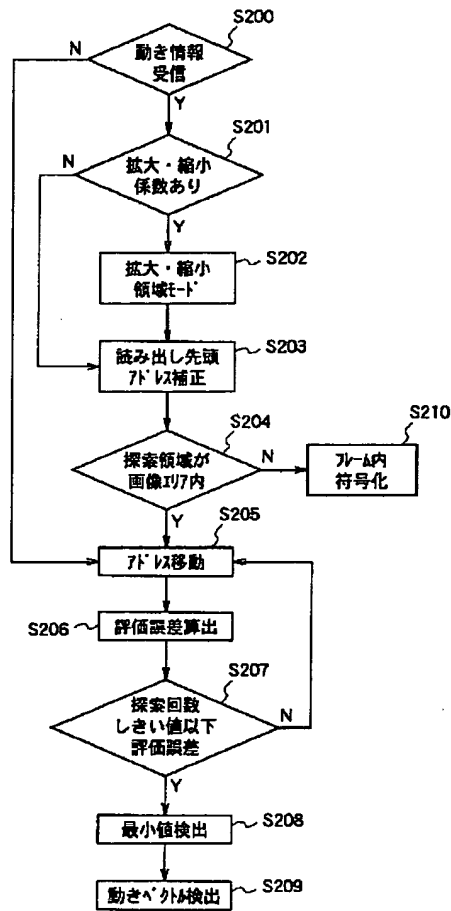 S200
N
動き情報
受信
Y
S201
N
拡大・縮小
係数あり
Y
S202
拡大・縮小
領域ﾓｰﾄﾞ
S203
読み出し先頭
ｱﾄﾞﾚｽ補正
S204
S210
探索領域が
画像ｴﾘｱ内
N
ﾌﾚｰﾑ内
符号化
Y
S205
ｱﾄﾞﾚｽ移動
S206
評価誤差算出
S207
探索回数
しきい値以下
評価誤差
N
Y
最小値検出
S208
動きﾍﾞｸﾄﾙ検出
S209